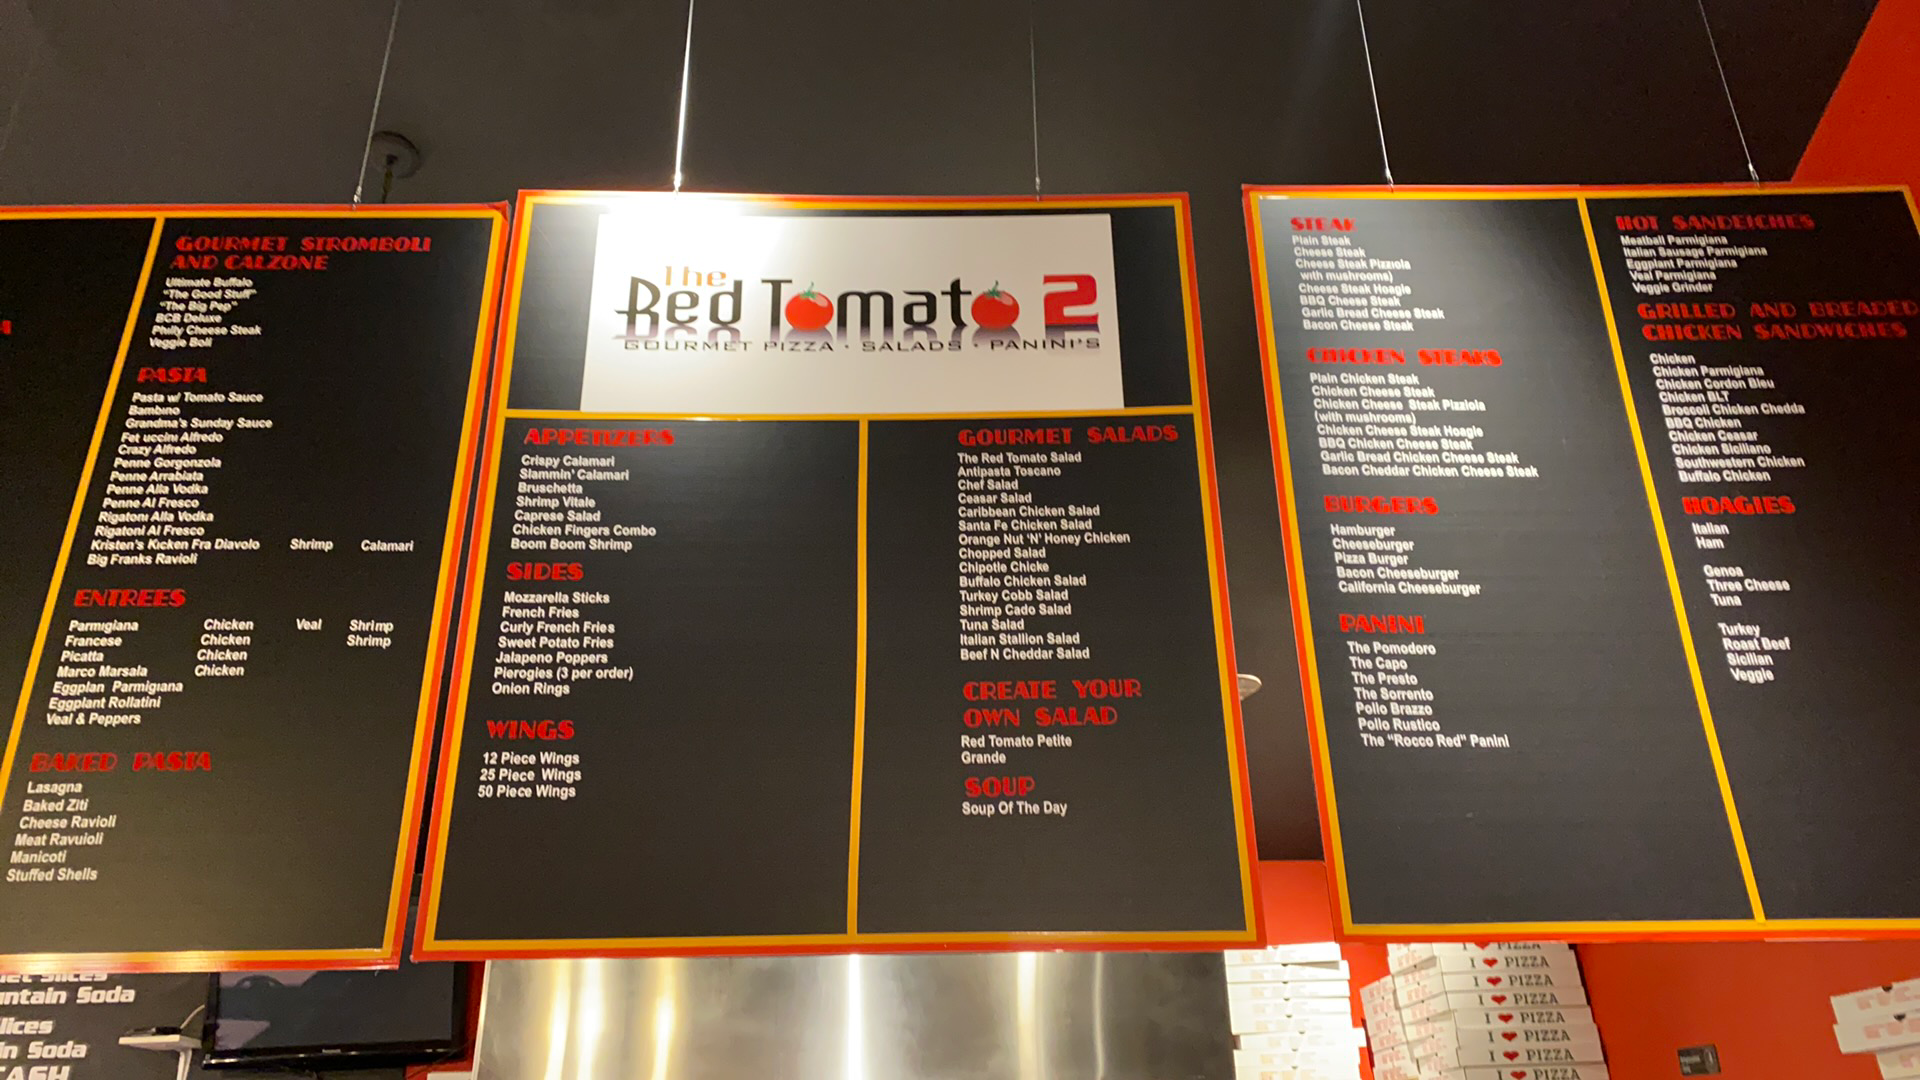 GOURMET STROMBOLI
AND CALZONE
Ultimate Buffalo
"The Good Stuff"
"The Big Pep"
BCB Deluxe
Philly Cheese Steak
Veggie Boli
PASTA
Pasta w/ Tomato Sauce
Bambino
Grandma's Sunday Sauce
Fet uccini Alfredo
Crazy Alfredo
Penne Gorgonzola
Penne Arrabiata
Penne Alla Vodka
Penne Al Fresco
Rigatoni Alla Vodka
Rigatoni Al Fresco
Kristen's Kicken Fra Diavolo Shrimp Calamari
Big Franks Ravioli
ENTREES
Parmigiana Chicken Veal Shrimp
Francese Chicken Shrimp
Picatta Chicken
Marco Marsala Chicken
Eggplan Parmigiana
Eggplant Rollatini
Veal & Peppers
BAKED PASTA
Lasagna
Baked Ziti
Cheese Ravioli
Meat Ravuioli
Manicoti
Stuffed Shells
The
Red Tomato 2
GOURMET PIZZA · SALADS · PANINI'S
APPETIZERS
Crispy Calamari
Slammin' Calamari
Bruschetta
Shrimp Vitale
Caprese Salad
Chicken Fingers Combo
Boom Boom Shrimp
SIDES
Mozzarella Sticks
French Fries
Curly French Fries
Sweet Potato Fries
Jalapeno Poppers
Pierogies (3 per order)
Onion Rings
WINGS
12 Piece Wings
25 Piece Wings
50 Piece Wings
GOURMET SALADS
The Red Tomato Salad
Antipasta Toscano
Chef Salad
Ceasar Salad
Caribbean Chicken Salad
Santa Fe Chicken Salad
Orange Nut 'N' Honey Chicken
Chopped Salad
Chipotle Chicke
Buffalo Chicken Salad
Turkey Cobb Salad
Shrimp Cado Salad
Tuna Salad
Italian Stallion Salad
Beef N Cheddar Salad
CREATE YOUR
OWN SALAD
Red Tomato Petite
Grande
SOUP
Soup Of The Day
STEAK
Plain Steak
Cheese Steak
Cheese Steak Pizziola
with mushrooms)
Cheese Steak Hoagie
BBQ Cheese Steak
Garlic Bread Cheese Steak
Bacon Cheese Steak
CHICKEN STEAKS
Plain Chicken Steak
Chicken Cheese Steak
Chicken Cheese Steak Pizziola
(with mushrooms)
Chicken Cheese Steak Hoagie
BBQ Chicken Cheese Steak
Garlic Bread Chicken Cheese Steak
Bacon Cheddar Chicken Cheese Steak
BURGERS
Hamburger
Cheeseburger
Pizza Burger
Bacon Cheeseburger
California Cheeseburger
PANINI
The Pomodoro
The Capo
The Presto
The Sorrento
Pollo Brazzo
Pollo Rustico
The "Rocco Red" Panini
HOT SANDEICHES
Meatball Parmigiana
Italian Sausage Parmigiana
Eggplant Parmigiana
Veal Parmigiana
Veggie Grinder
GRILLED AND BREADED
CHICKEN SANDWICHES
Chicken
Chicken Parmigiana
Chicken Cordon Bleu
Chicken BLT
Broccoli Chicken Chedda
BBQ Chicken
Chicken Ceasar
Chicken Siciliano
Southwestern Chicken
Buffalo Chicken
HOAGIES
Italian
Ham
Genoa
Three Cheese
Tuna
Turkey
Roast Beef
Sicilian
Veggie
Soda
Soda
I ❤ PIZZA
I ❤ PIZZA
I ❤ PIZZA
I ❤ PIZZA
I ❤ PIZZA
I ❤ PIZZA
I ❤ PIZZA
I ❤ PIZZA